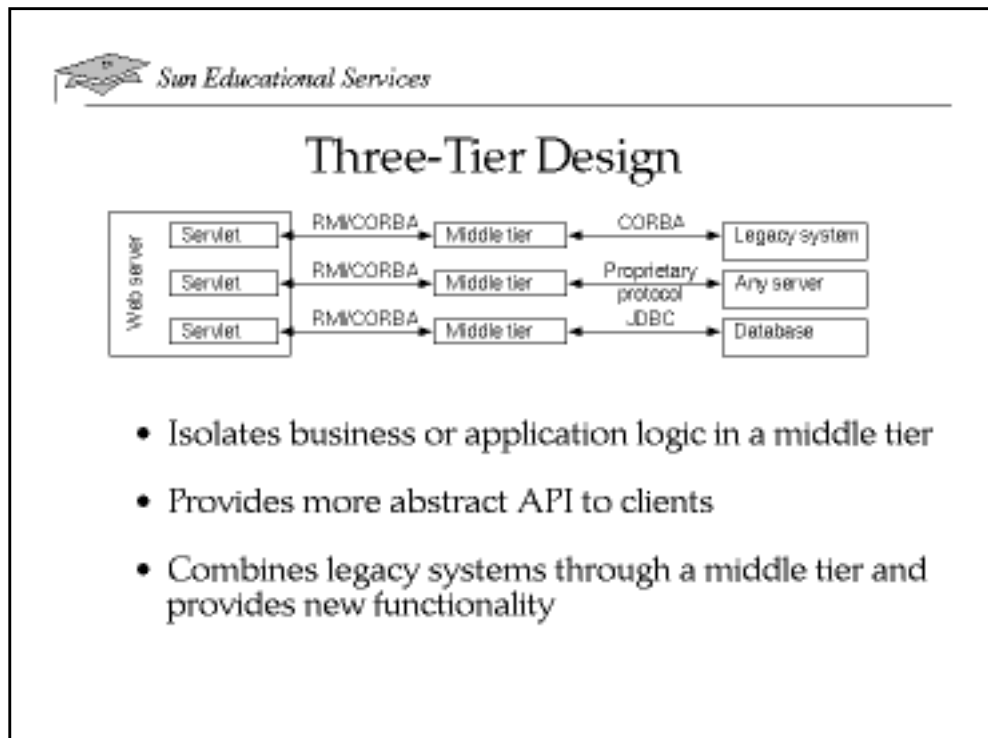 Sun Educational Services
Three-Tier Design
Web server
Servlet
RMI/CORBA
Middle tier
CORBA
Legacy system
Servlet
RMI/CORBA
Middle tier
Proprietary
protocol
Any server
Servlet
RMI/CORBA
Middle tier
JDBC
Database
• Isolates business or application logic in a middle tier
• Provides more abstract API to clients
• Combines legacy systems through a middle tier and
provides new functionality